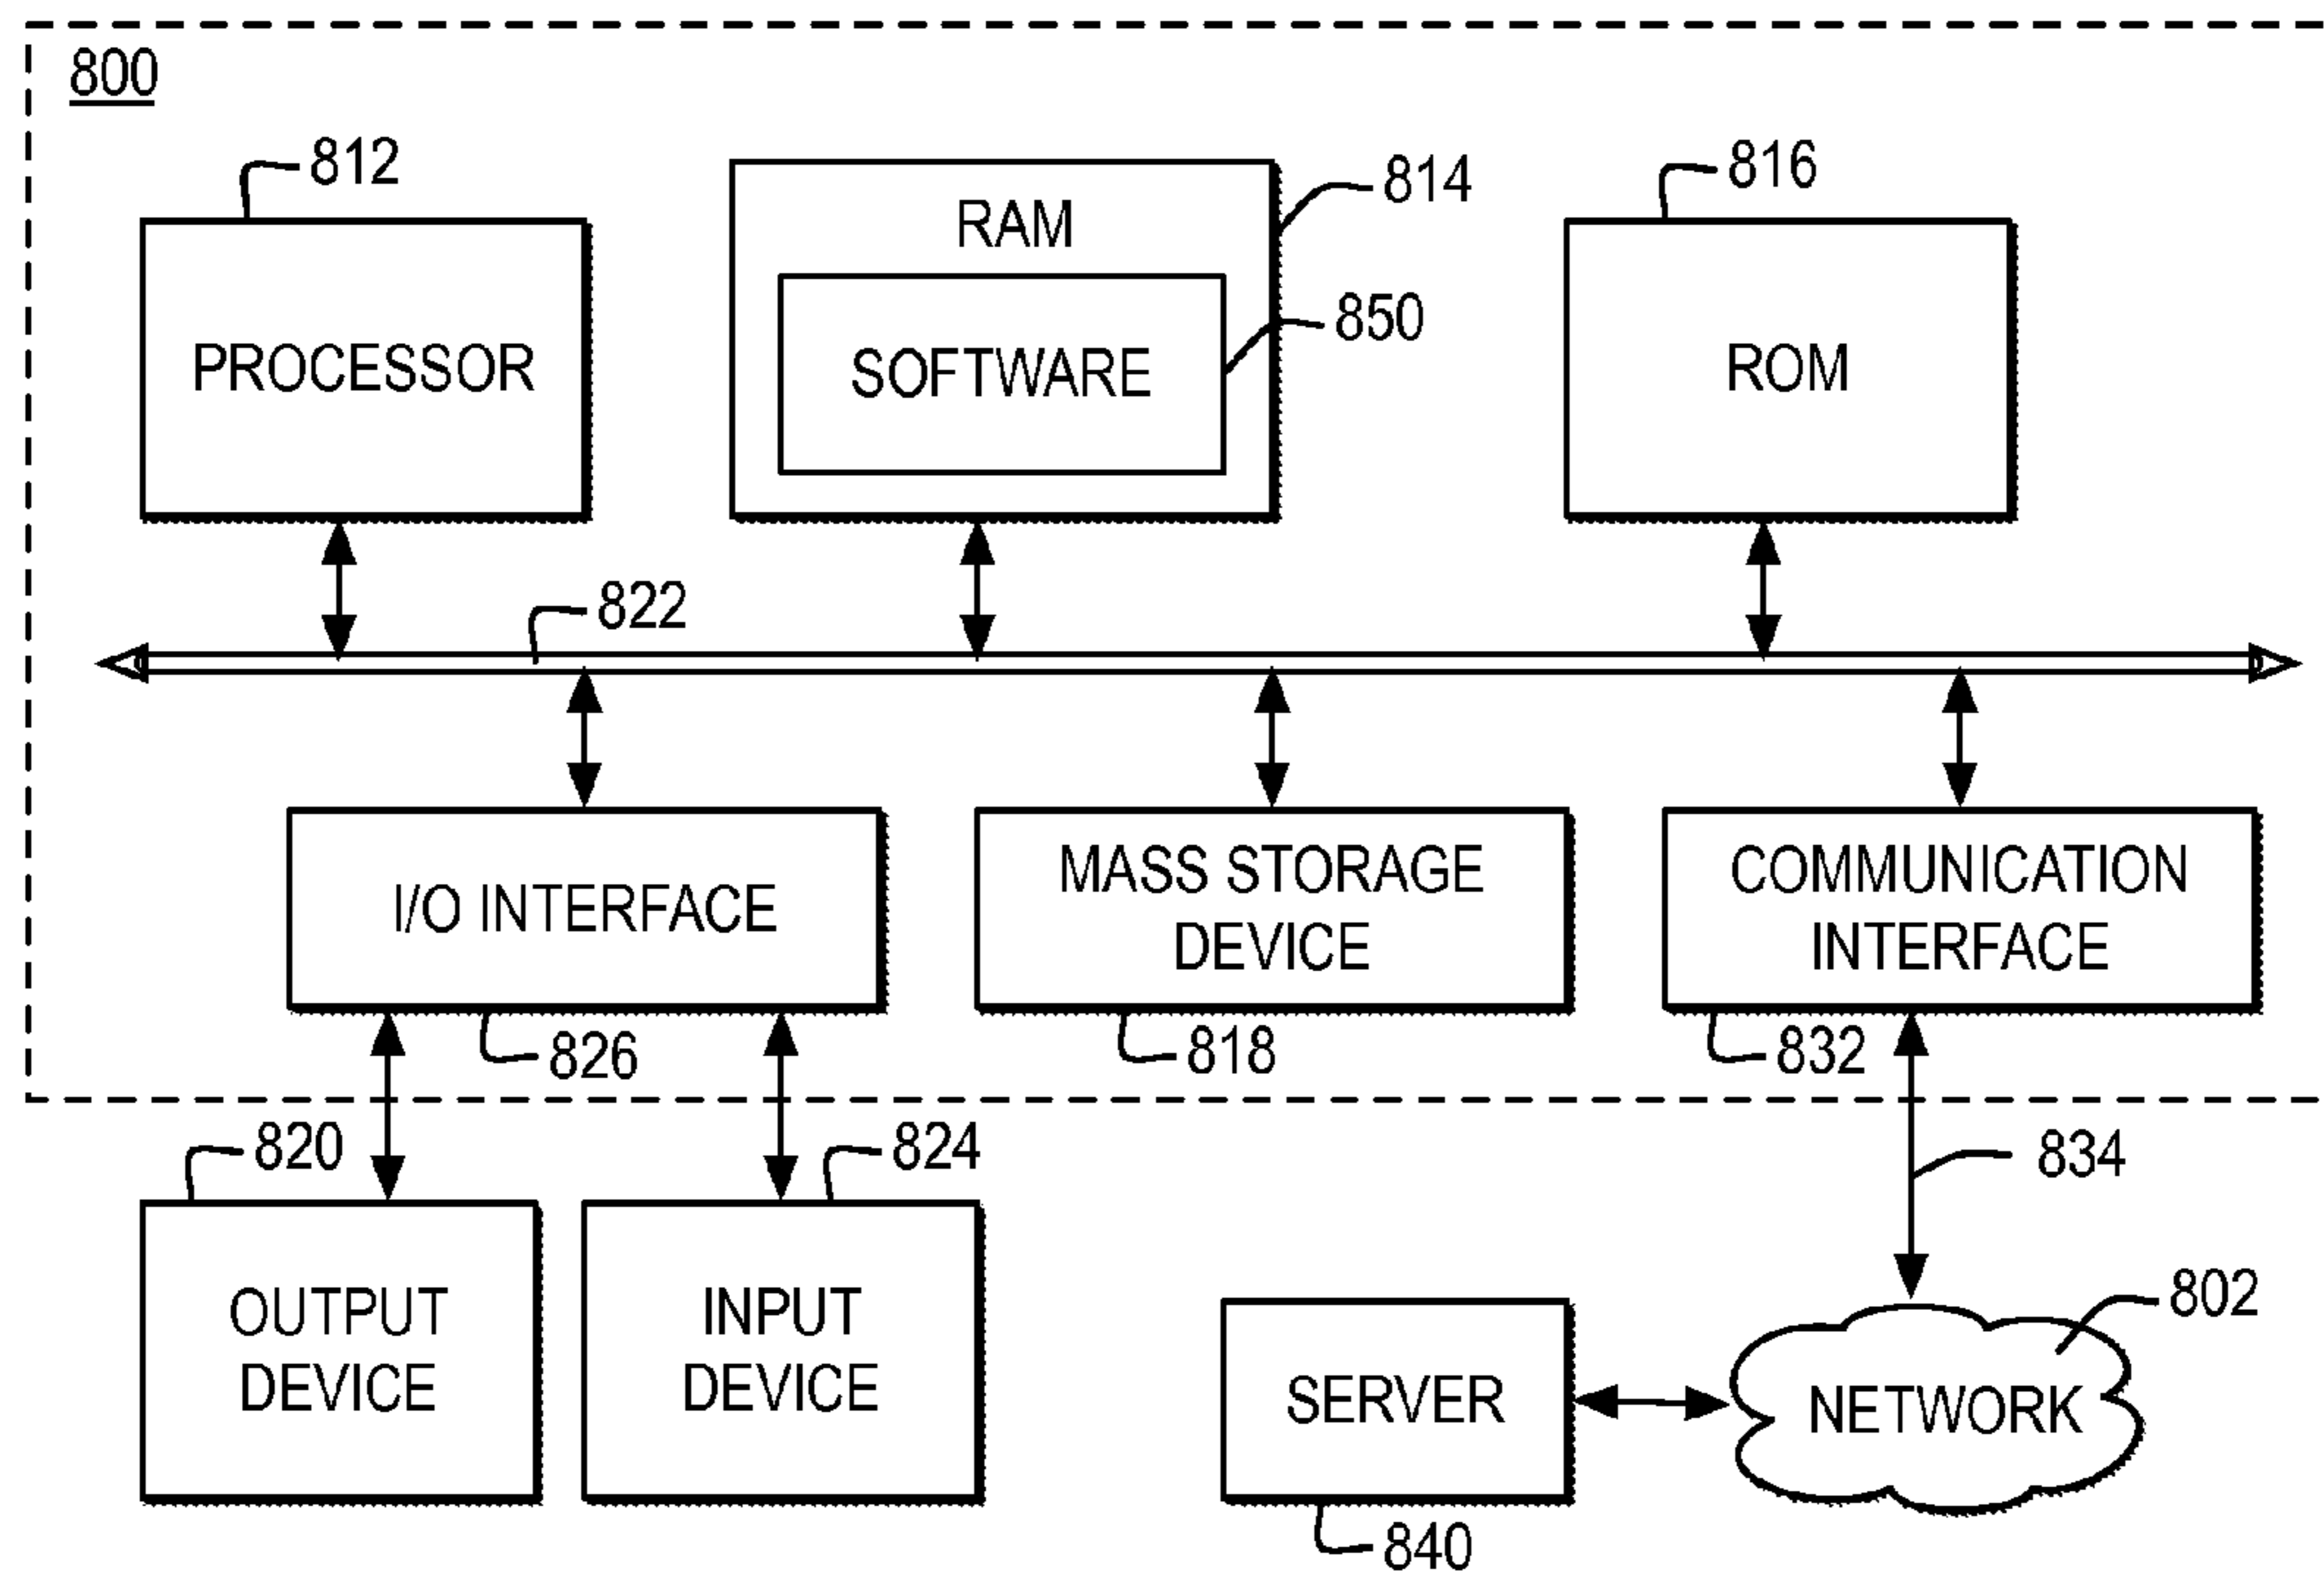 800
812
814
816
RAM
850
PROCESSOR
SOFTWARE
ROM
822
I/O INTERFACE
MASS STORAGE
DEVICE
COMMUNICATION
INTERFACE
826
818
832
820
824
834
OUTPUT
DEVICE
INPUT
DEVICE
802
SERVER
NETWORK
840